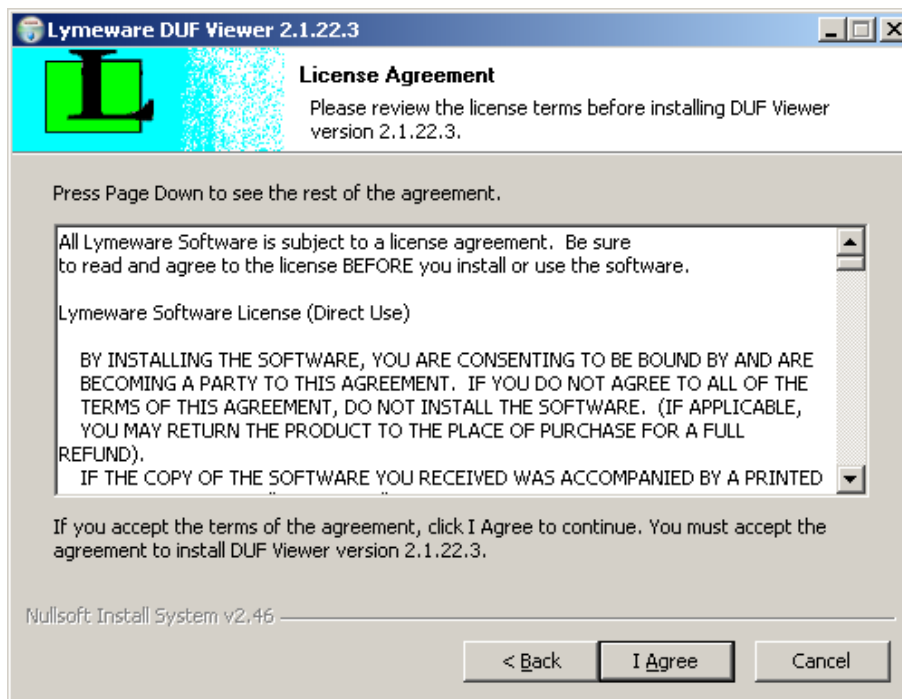 Lymeware DUF Viewer 2.1.22.3
L
License Agreement
Please review the license terms before installing DUF Viewer
version 2.1.22.3.
Press Page Down to see the rest of the agreement.
All Lymeware Software is subject to a license agreement.  Be sure
to read and agree to the license BEFORE you install or use the software.
Lymeware Software License (Direct Use)
BY INSTALLING THE SOFTWARE, YOU ARE CONSENTING TO BE BOUND BY AND ARE
BECOMING A PARTY TO THIS AGREEMENT.  IF YOU DO NOT AGREE TO ALL OF THE
TERMS OF THIS AGREEMENT, DO NOT INSTALL THE SOFTWARE.  (IF APPLICABLE,
YOU MAY RETURN THE PRODUCT TO THE PLACE OF PURCHASE FOR A FULL
REFUND).
IF THE COPY OF THE SOFTWARE YOU RECEIVED WAS ACCOMPANIED BY A PRINTED
If you accept the terms of the agreement, click I Agree to continue. You must accept the
agreement to install DUF Viewer version 2.1.22.3.
Nullsoft Install System v2.46
< Back
I Agree
Cancel